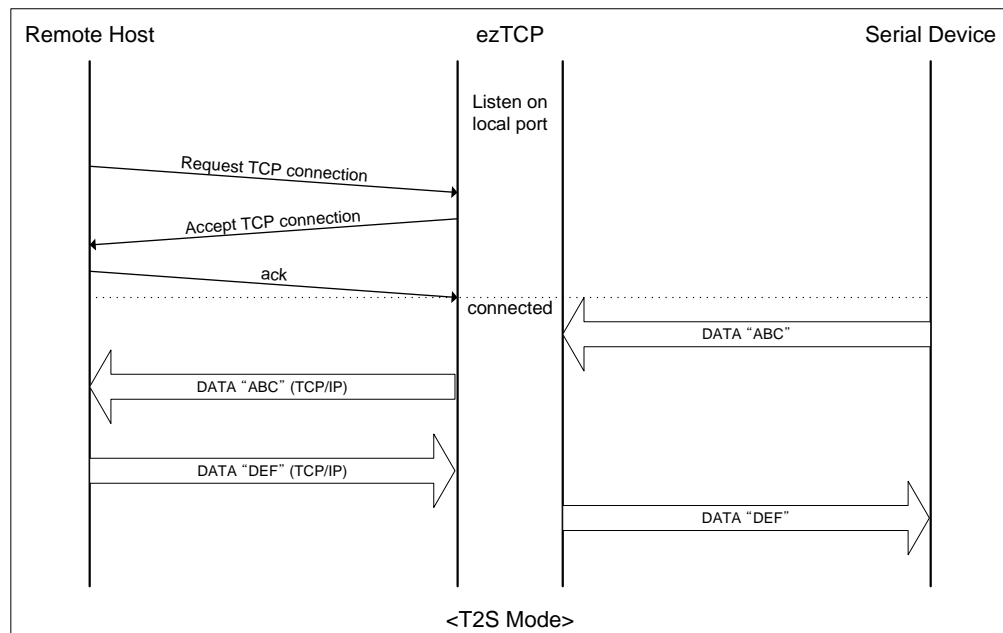 Remote Host
ezTCP
Serial Device
Listen on
local port
Request TCP connection
Accept TCP connection
ack
connected
DATA “ABC”
DATA “ABC” (TCP/IP)
DATA “DEF” (TCP/IP)
DATA “DEF”
<T2S Mode>